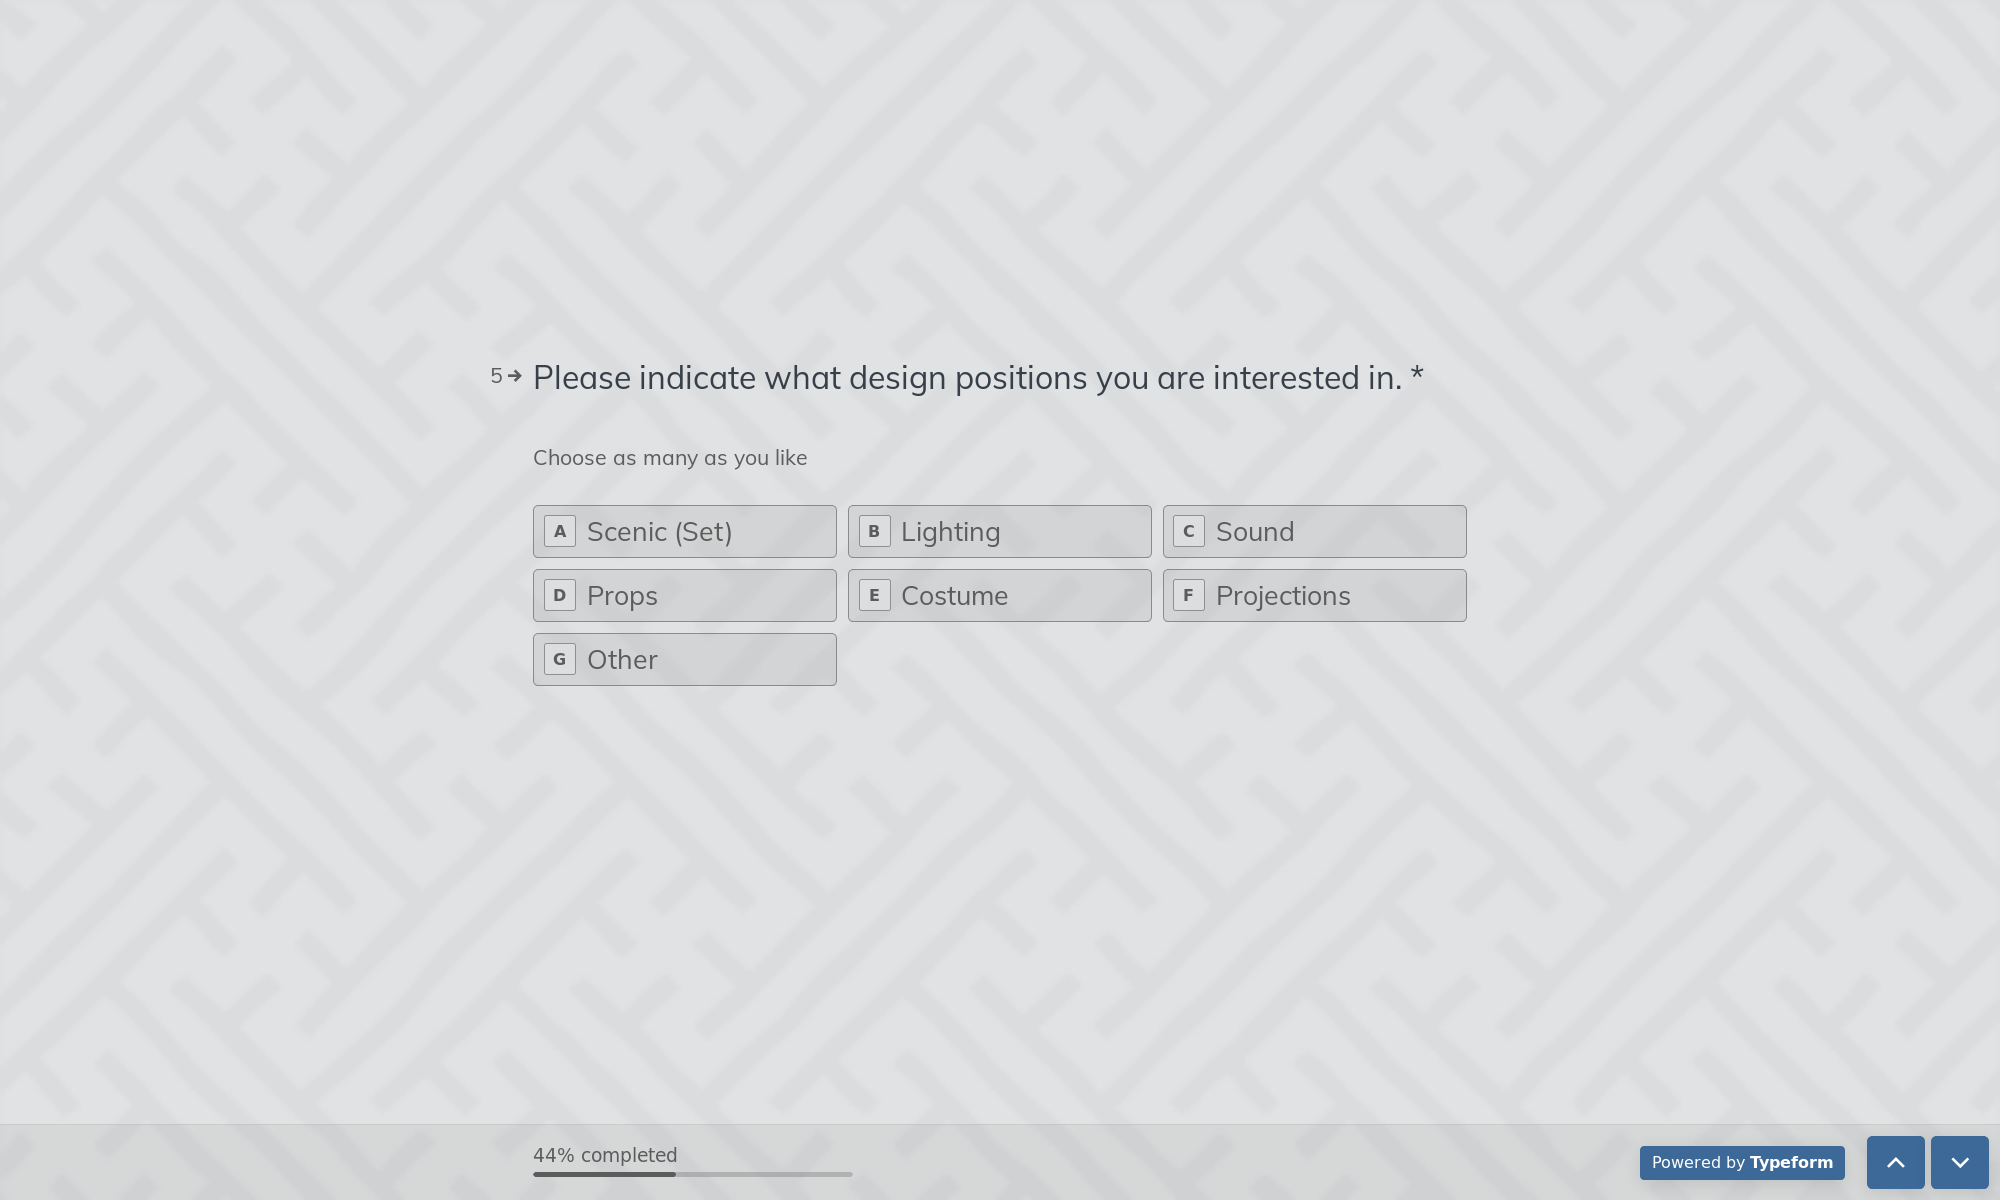 5 → Please indicate what design positions you are interested in. *
Choose as many as you like
A Scenic (Set)
B Lighting
C Sound
D Props
E Costume
F Projections
G Other
44% completed
Powered by Typeform